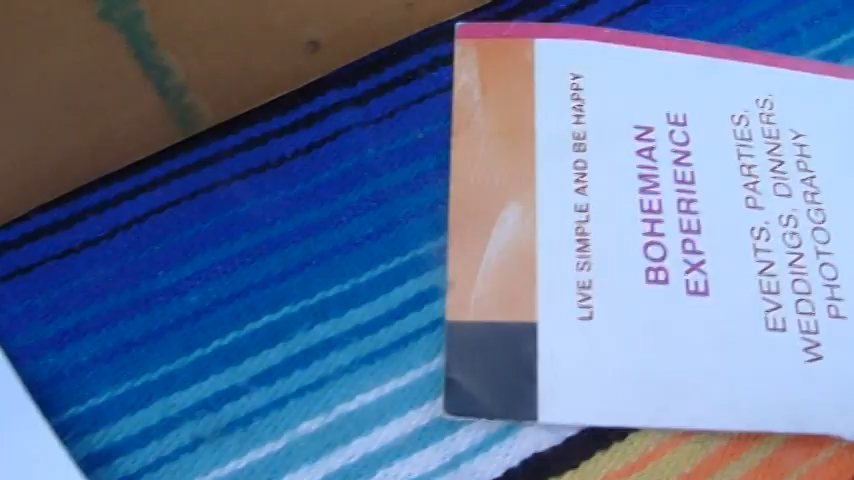 LIVE SIMPLE AND BE HAPPY
BOHEMIAN
EXPERIENCE
EVENTS, PARTIES,
WEDDINGS, DINNERS,
PHOTOGRAPHY